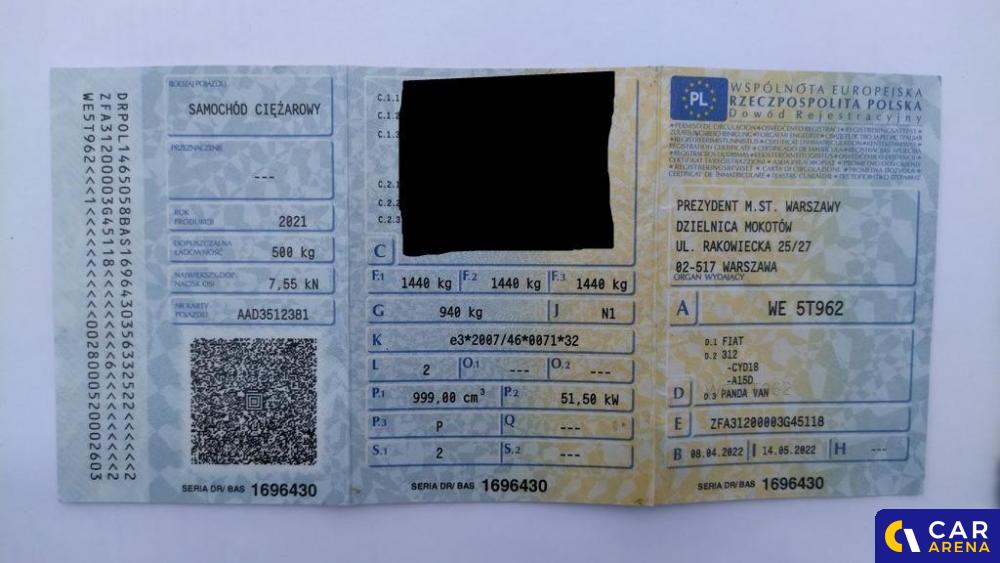 DRPOL1465058BAS1696430356332522<<<<<<2
ZFA31200003G45118<<<<<<<<<<<<<6<<<<<<2
WE5T962<<<1<<<<<<<<<<<<0028000520002603
RODZAJ POJAZDU
SAMOCHÓD CIĘŻAROWY
PRZEZNACZENIE
---
ROK PRODUKCJI
2021
DOPUSZCZALNA ŁADOWNOŚĆ
500 kg
NAJWIĘKSZY DOP. NACISK OSI
7,55 kN
NR KARTY POJAZDU
AAD3512381
SERIA DR/ BAS 1696430
C.1.1
C.1.2
C.1.3
C.2.1
C.2.2
C.2.3
C
F.1 1440 kg F.2 1440 kg F.3 1440 kg
G 940 kg J N1
K e3*2007/46*0071*32
L 2 O.1 --- O.2 ---
P.1 999,00 cm³ P.2 51,50 kW
P.3 P Q ---
S.1 2 S.2 ---
SERIA DR/ BAS 1696430
PL
WSPÓLNOTA EUROPEJSKA
RZECZPOSPOLITA POLSKA
Dowód Rejestracyjny
PREZYDENT M.ST. WARSZAWY
DZIELNICA MOKOTÓW
UL. RAKOWIECKA 25/27
02-517 WARSZAWA
ORGAN WYDAJĄCY
A WE 5T962
D.1 FIAT
D.2 312
-CYD1B
-A15D
D D.3 PANDA VAN
E ZFA31200003G45118
B 08.04.2022 I 14.05.2022 H ---
SERIA DR/ BAS 1696430
CAR
ARENA